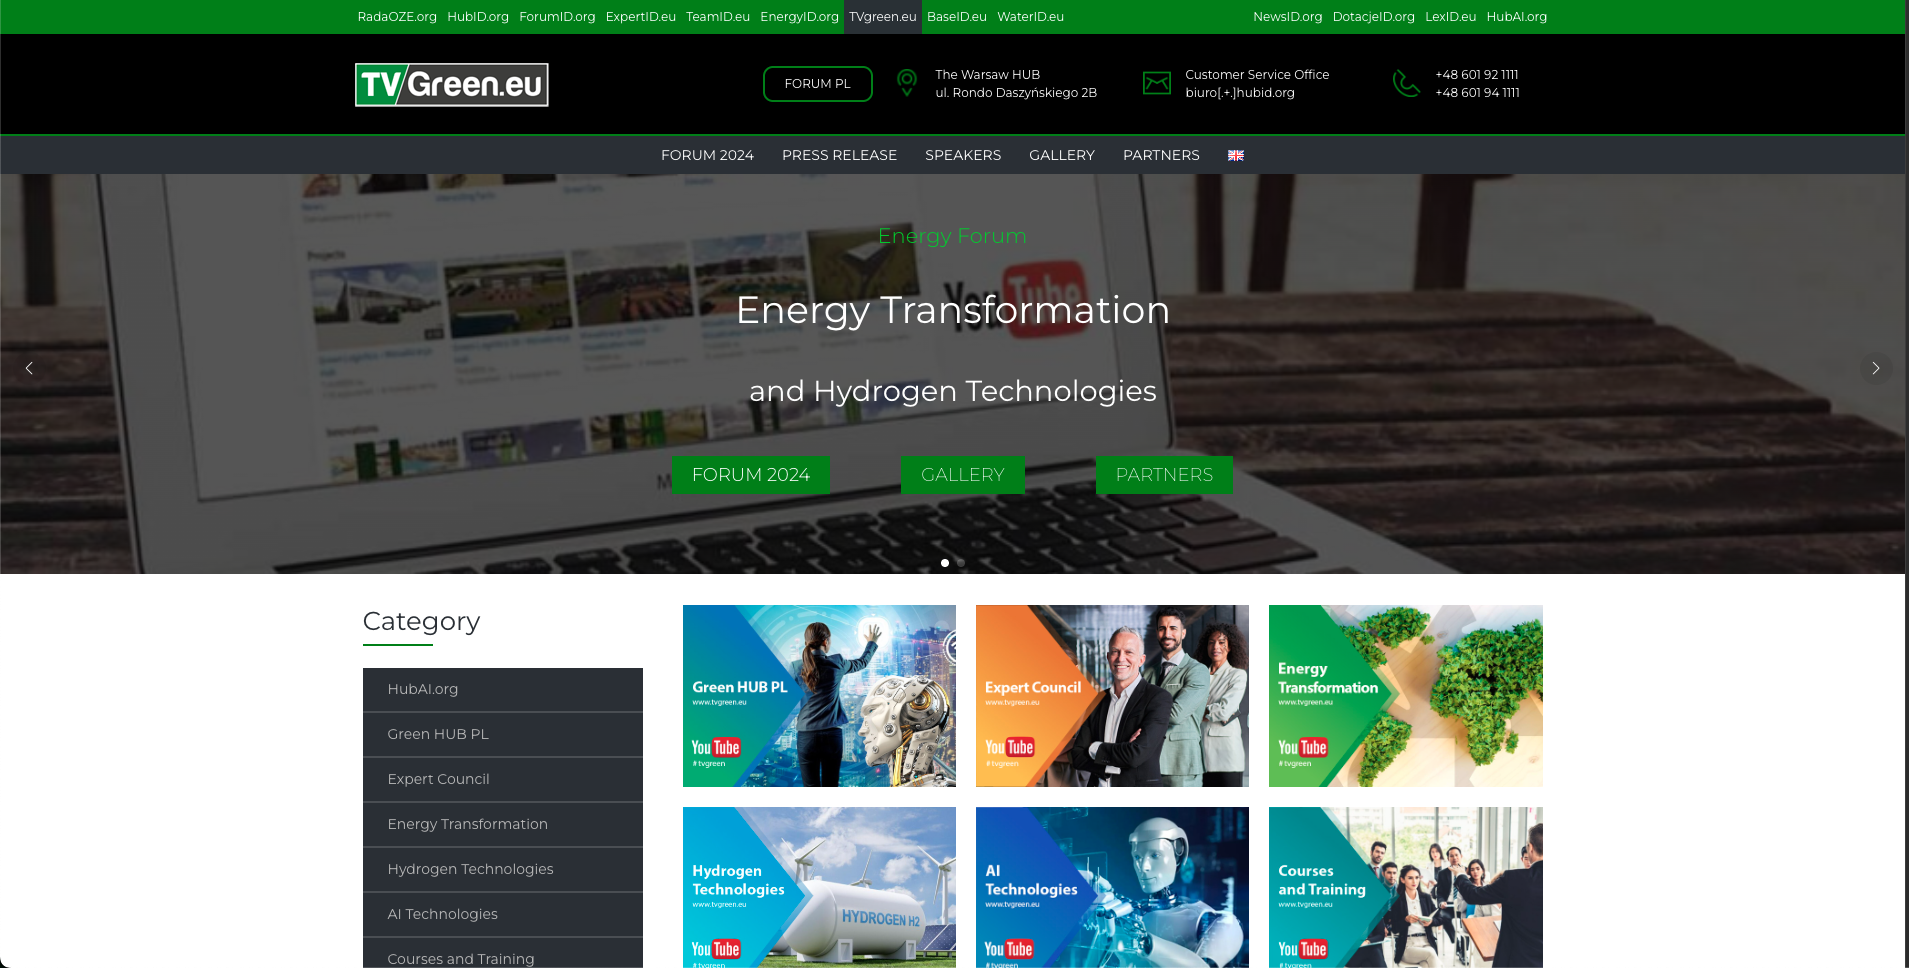 RadaOZE.org HubID.org ForumID.org ExpertID.eu TeamID.eu EnergyID.org TVgreen.eu BaseID.eu WaterID.eu NewsID.org DotacjeID.org LexID.eu HubAI.org
TVGreen.eu
FORUM PL
The Warsaw HUB
ul. Rondo Daszyńskiego 2B
Customer Service Office
biuro[.+.]hubid.org
+48 601 92 1111
+48 601 94 1111
FORUM 2024 PRESS RELEASE SPEAKERS GALLERY PARTNERS
Projects
YouTube
Energy Forum
Energy Transformation
and Hydrogen Technologies
FORUM 2024 GALLERY PARTNERS
Category
HubAI.org
Green HUB PL
Expert Council
Energy Transformation
Hydrogen Technologies
AI Technologies
Courses and Training
Green HUB PL
www.tvgreen.eu
YouTube
#tvgreen
Expert Council
www.tvgreen.eu
YouTube
#tvgreen
Energy
Transformation
www.tvgreen.eu
YouTube
#tvgreen
Hydrogen
Technologies
www.tvgreen.eu
YouTube
#tvgreen
HYDROGEN H2
AI
Technologies
www.tvgreen.eu
YouTube
#tvgreen
Courses
and Training
www.tvgreen.eu
YouTube
#tvgreen